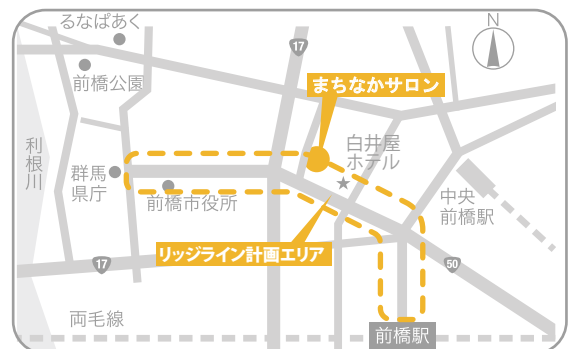 るなぱあく
N
17
前橋公園
まちなかサロン
利根川
白井屋
ホテル
群馬
県庁
前橋市役所
中央
前橋駅
リッジライン計画エリア
17
50
両毛線
前橋駅